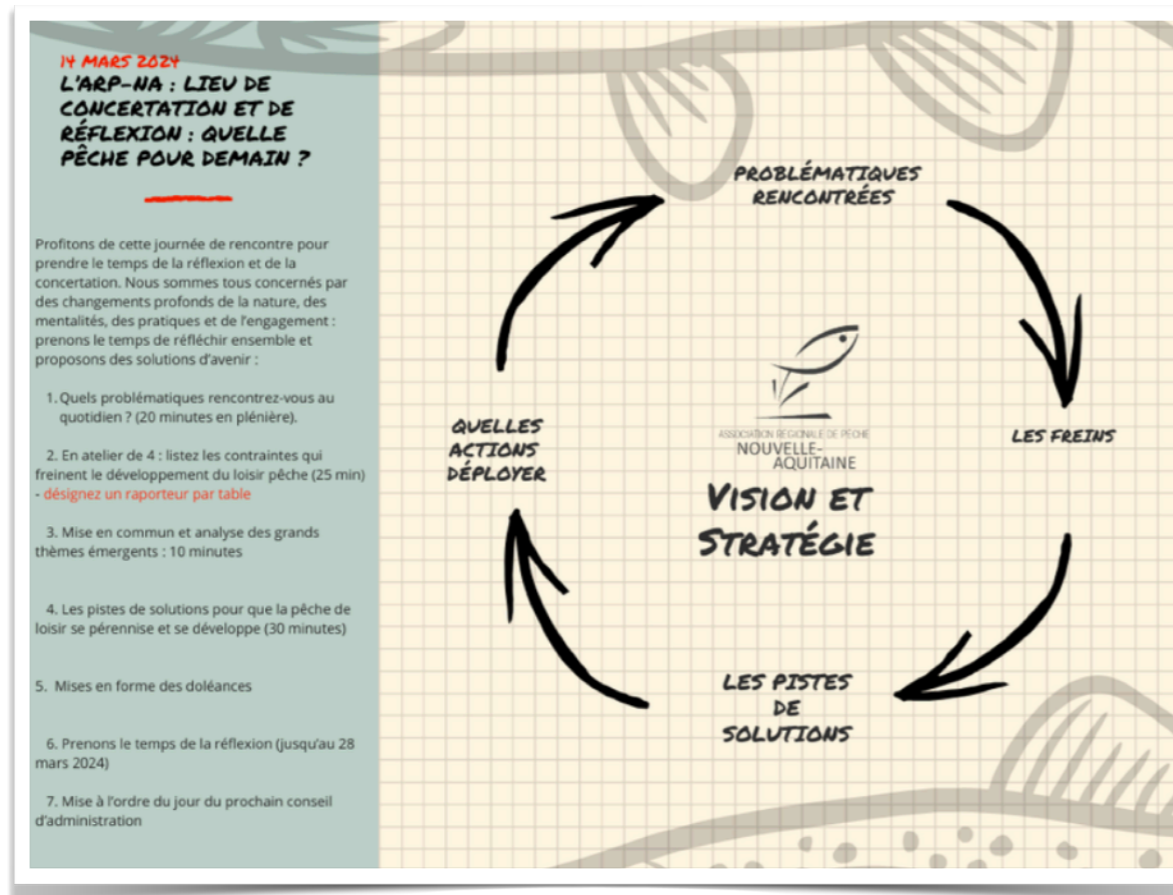 14 MARS 2024
L'ARP-NA : LIEU DE
CONCERTATION ET DE
RÉFLEXION : QUELLE
PÊCHE POUR DEMAIN ?
Profitons de cette journée de rencontre pour
prendre le temps de la réflexion et de la
concertation. Nous sommes tous concernés par
des changements profonds de la nature, des
mentalités, des pratiques et de l'engagement :
prenons le temps de réfléchir ensemble et
proposons des solutions d'avenir :
1. Quels problématiques rencontrez-vous au
quotidien ? (20 minutes en plénière).
2. En atelier de 4 : listez les contraintes qui
freinent le développement du loisir pêche (25 min)
- désignez un raporteur par table
3. Mise en commun et analyse des grands
thèmes émergents : 10 minutes
4. Les pistes de solutions pour que la pêche de
loisir se pérennise et se développe (30 minutes)
5. Mises en forme des doléances
6. Prenons le temps de la réflexion (jusqu'au 28
mars 2024)
7. Mise à l'ordre du jour du prochain conseil
d'administration
PROBLÉMATIQUES
RENCONTRÉES
LES FREINS
LES PISTES
DE
SOLUTIONS
QUELLES
ACTIONS
DÉPLOYER
ASSOCIATION RÉGIONALE DE PÊCHE
NOUVELLE-
AQUITAINE
VISION ET
STRATÉGIE